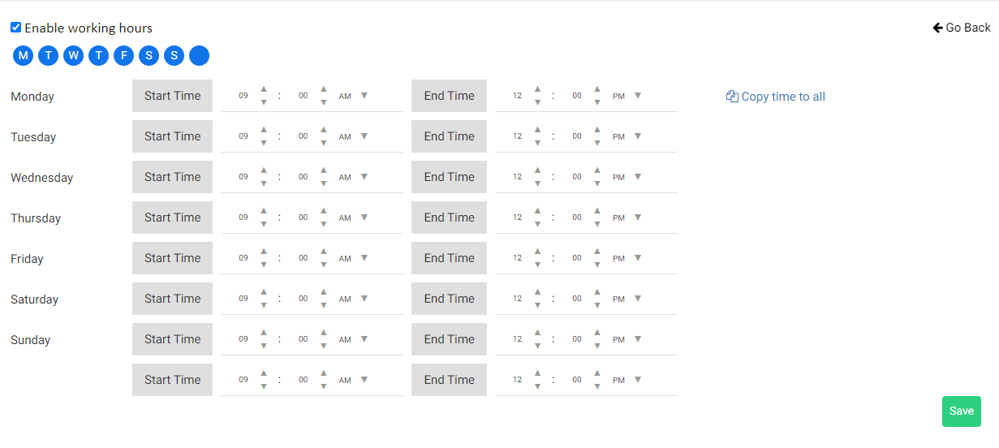 Enable working hours
Go Back
M T W T F S S
Monday Start Time 09 : 00 AM End Time 12 : 00 PM Copy time to all
Tuesday Start Time 09 : 00 AM End Time 12 : 00 PM
Wednesday Start Time 09 : 00 AM End Time 12 : 00 PM
Thursday Start Time 09 : 00 AM End Time 12 : 00 PM
Friday Start Time 09 : 00 AM End Time 12 : 00 PM
Saturday Start Time 09 : 00 AM End Time 12 : 00 PM
Sunday Start Time 09 : 00 AM End Time 12 : 00 PM
Start Time 09 : 00 AM End Time 12 : 00 PM
Save